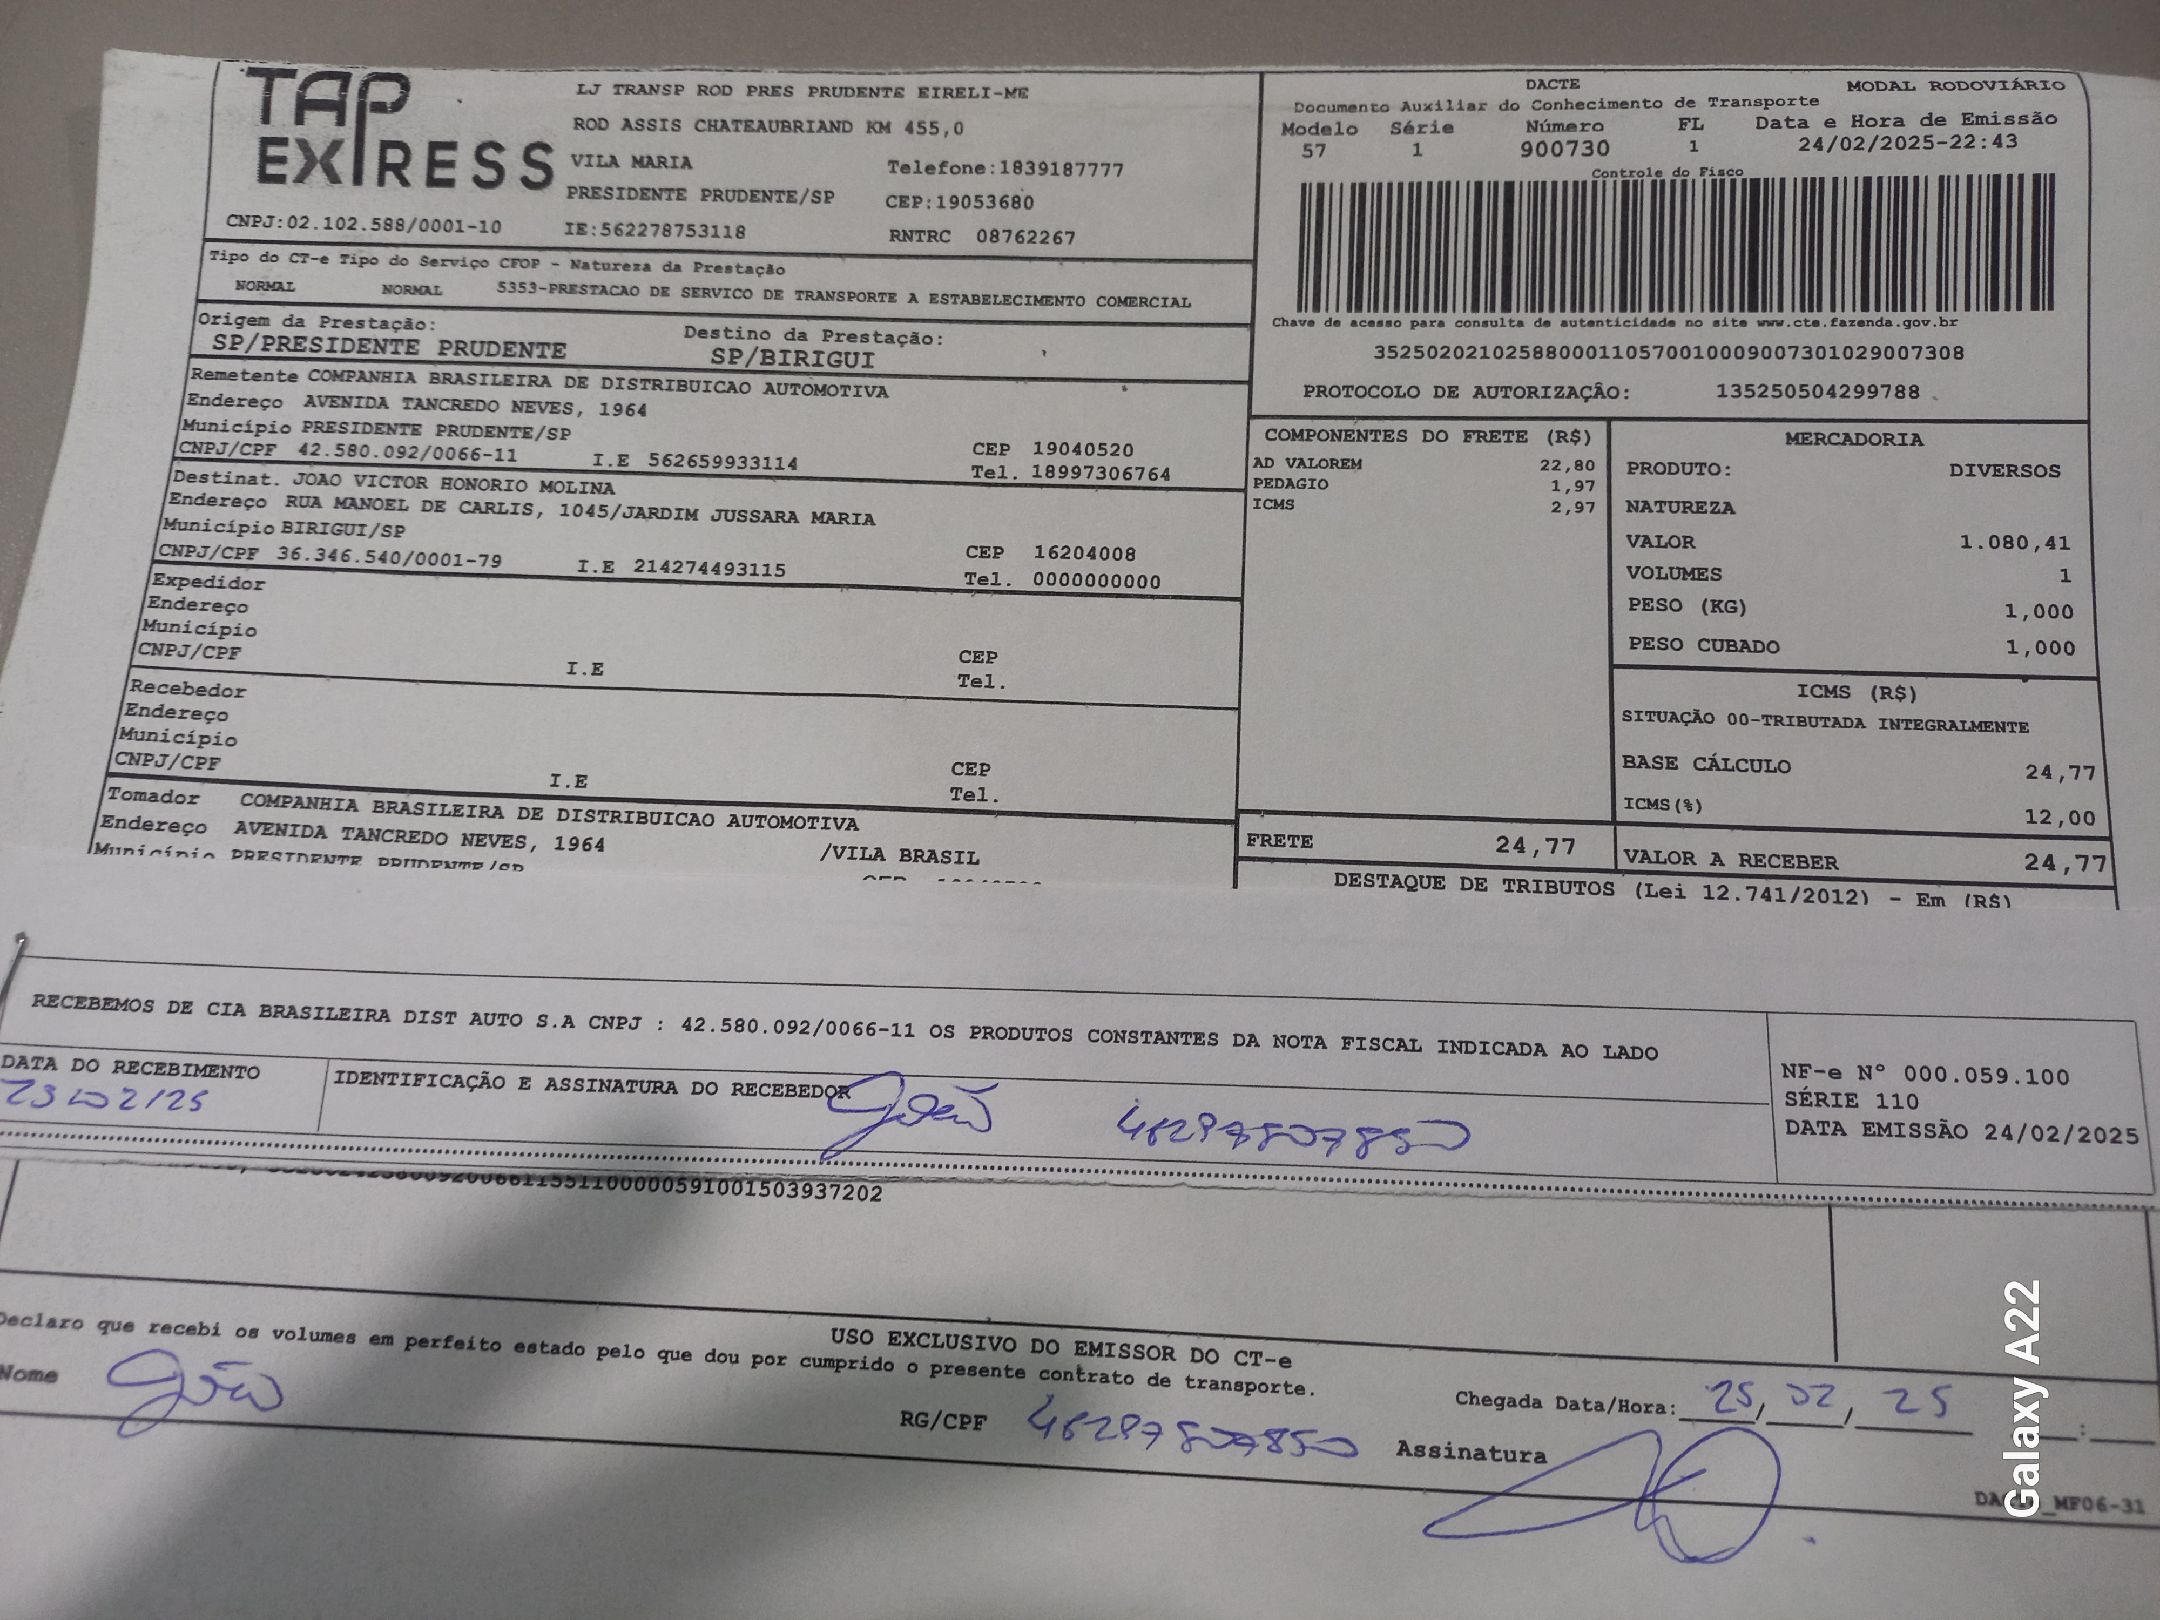 TAP
EXPRESS
LJ TRANSP ROD PRES PRUDENTE EIRELI-ME
ROD ASSIS CHATEAUBRIAND KM 455,0
VILA MARIA Telefone:1839187777
PRESIDENTE PRUDENTE/SP CEP:19053680
CNPJ:02.102.588/0001-10 IE:562278753118 RNTRC 08762267
DACTE MODAL RODOVIÁRIO
Documento Auxiliar do Conhecimento de Transporte
Modelo Série Número FL Data e Hora de Emissão
57 1 900730 1 24/02/2025-22:43
Controle do Fisco
Chave de acesso para consulta de autenticidade no site www.cte.fazenda.gov.br
35250202102588000110570010009007301029007308
PROTOCOLO DE AUTORIZAÇÃO: 135250504299788
Tipo do CT-e Tipo do Serviço CFOP - Natureza da Prestação
NORMAL NORMAL 5353-PRESTACAO DE SERVICO DE TRANSPORTE A ESTABELECIMENTO COMERCIAL
Origem da Prestação: Destino da Prestação:
SP/PRESIDENTE PRUDENTE SP/BIRIGUI
Remetente COMPANHIA BRASILEIRA DE DISTRIBUICAO AUTOMOTIVA
Endereço AVENIDA TANCREDO NEVES, 1964
Município PRESIDENTE PRUDENTE/SP CEP 19040520
CNPJ/CPF 42.580.092/0066-11 I.E 562659933114 Tel. 18997306764
Destinat. JOAO VICTOR HONORIO MOLINA
Endereço RUA MANOEL DE CARLIS, 1045/JARDIM JUSSARA MARIA
Município BIRIGUI/SP CEP 16204008
CNPJ/CPF 36.346.540/0001-79 I.E 214274493115 Tel. 0000000000
Expedidor
Endereço
Município CEP
CNPJ/CPF I.E Tel.
Recebedor
Endereço
Município CEP
CNPJ/CPF I.E Tel.
Tomador COMPANHIA BRASILEIRA DE DISTRIBUICAO AUTOMOTIVA
Endereço AVENIDA TANCREDO NEVES, 1964 /VILA BRASIL
Município PRESIDENTE PRUDENTE/SP
COMPONENTES DO FRETE (R$)
AD VALOREM 22,80
PEDAGIO 1,97
ICMS 2,97
FRETE 24,77
MERCADORIA
PRODUTO: DIVERSOS
NATUREZA
VALOR 1.080,41
VOLUMES 1
PESO (KG) 1,000
PESO CUBADO 1,000
ICMS (R$)
SITUAÇÃO 00-TRIBUTADA INTEGRALMENTE
BASE CÁLCULO 24,77
ICMS(%) 12,00
VALOR A RECEBER 24,77
DESTAQUE DE TRIBUTOS (Lei 12.741/2012) - Em (R$)
RECEBEMOS DE CIA BRASILEIRA DIST AUTO S.A CNPJ : 42.580.092/0066-11 OS PRODUTOS CONSTANTES DA NOTA FISCAL INDICADA AO LADO
DATA DO RECEBIMENTO IDENTIFICAÇÃO E ASSINATURA DO RECEBEDOR
João 46297807850
NF-e Nº 000.059.100
SÉRIE 110
DATA EMISSÃO 24/02/2025
USO EXCLUSIVO DO EMISSOR DO CT-e
Declaro que recebi os volumes em perfeito estado pelo que dou por cumprido o presente contrato de transporte.
Nome João RG/CPF 46297807850 Assinatura
Chegada Data/Hora: 25, 02, 25 :
Galaxy A22